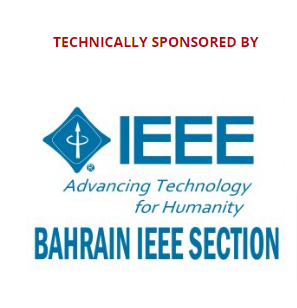 TECHNICALLY SPONSORED BY
IEEE
®
Advancing Technology
for Humanity
BAHRAIN IEEE SECTION